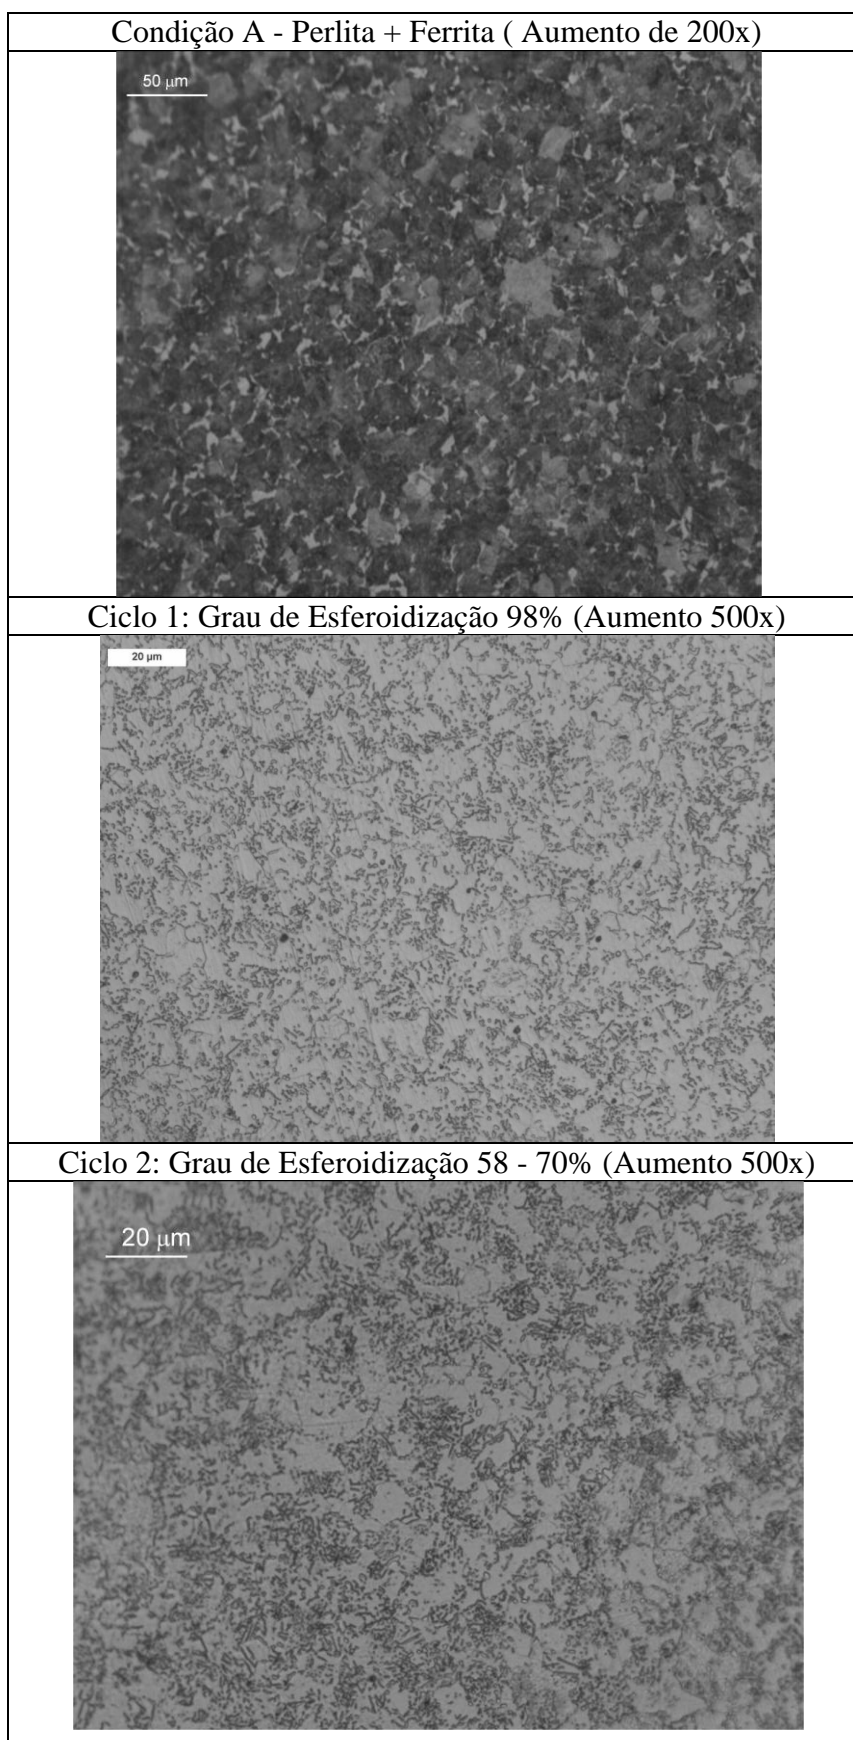 Condição A - Perlita + Ferrita ( Aumento de 200x)
50 µm
Ciclo 1: Grau de Esferoidização 98% (Aumento 500x)
20 µm
Ciclo 2: Grau de Esferoidização 58 - 70% (Aumento 500x)
20 µm